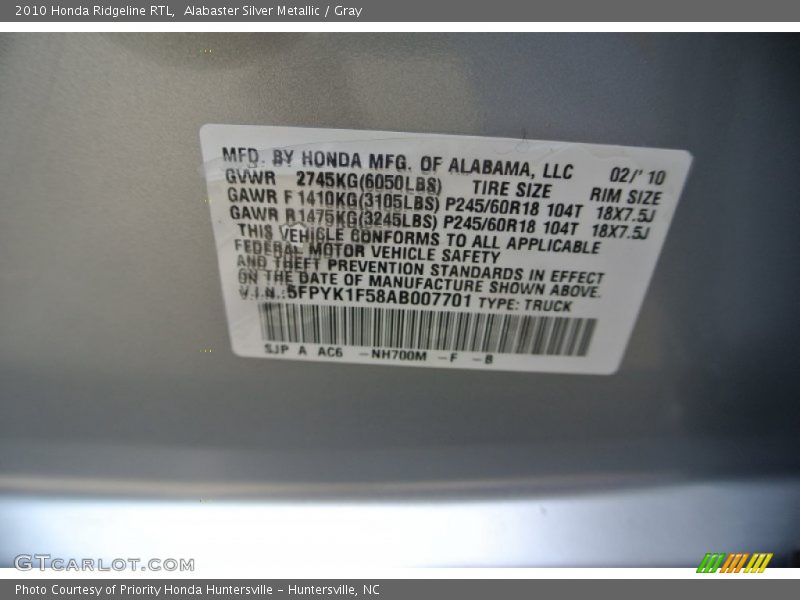 2010 Honda Ridgeline RTL, Alabaster Silver Metallic / Gray
MFD. BY HONDA MFG. OF ALABAMA, LLC 02/'10
GVWR 2745KG(6050LBS) TIRE SIZE RIM SIZE
GAWR F 1410KG(3105LBS) P245/60R18 104T 18X7.5J
GAWR R 1475KG(3245LBS) P245/60R18 104T 18X7.5J
THIS VEHICLE CONFORMS TO ALL APPLICABLE
FEDERAL MOTOR VEHICLE SAFETY
AND THEFT PREVENTION STANDARDS IN EFFECT
ON THE DATE OF MANUFACTURE SHOWN ABOVE.
V.I.N.:5FPYK1F58AB007701 TYPE: TRUCK
SJP A AC6 -NH700M -F -B
GTCARLOT.COM
Photo Courtesy of Priority Honda Huntersville - Huntersville, NC